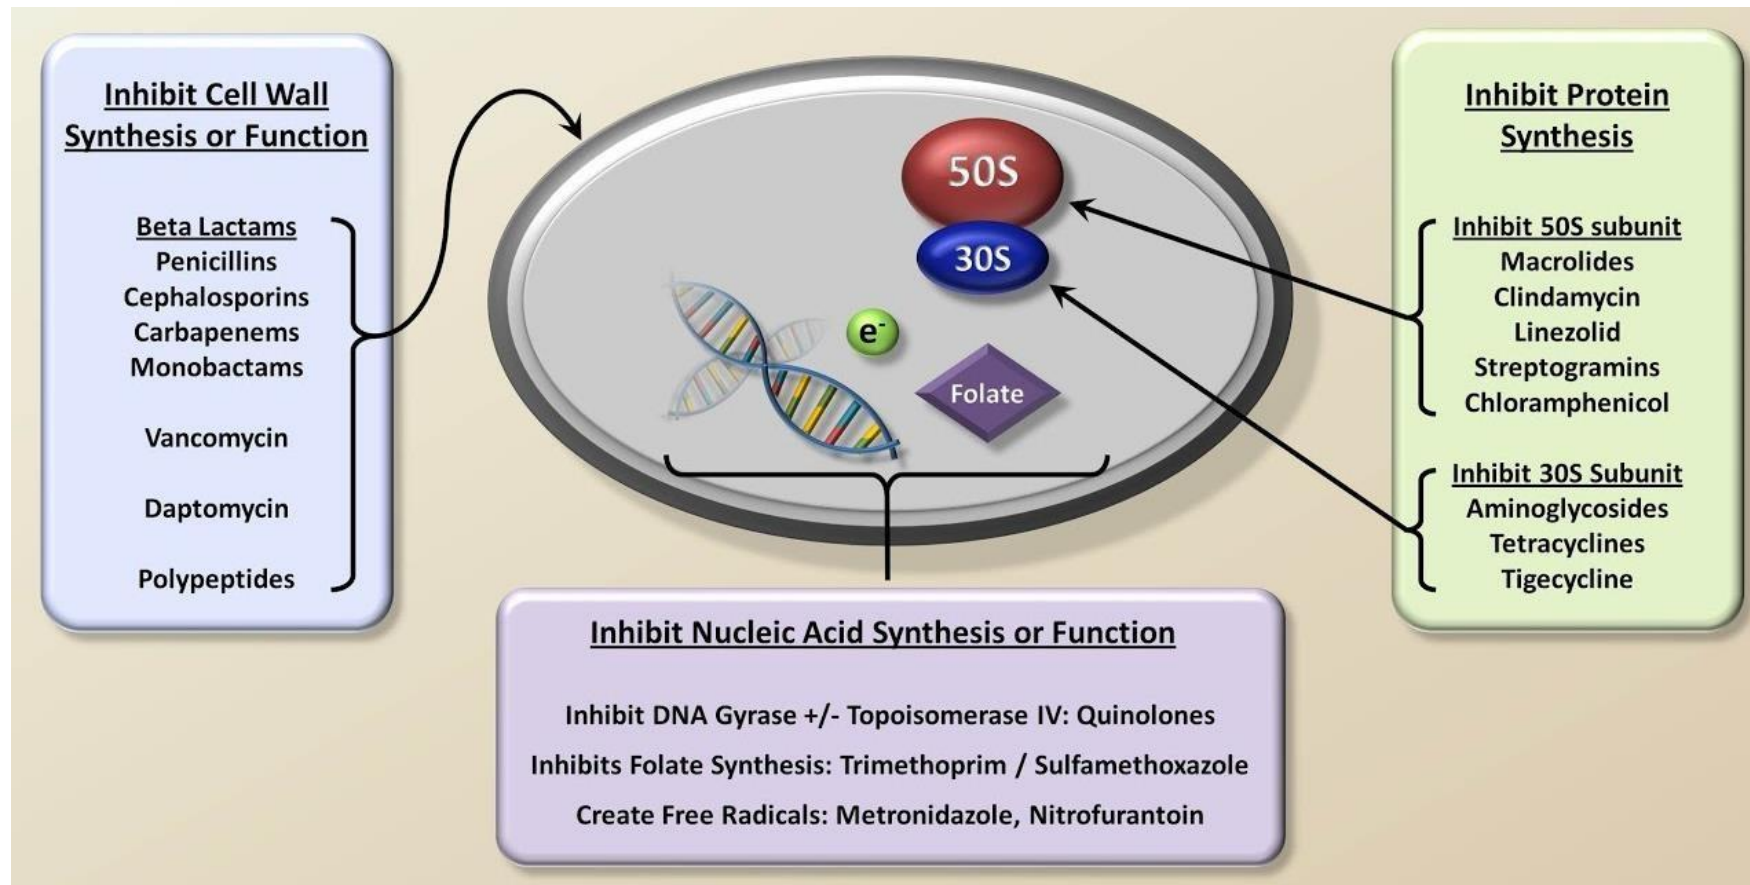 Inhibit Cell Wall
Synthesis or Function
Beta Lactams
Penicillins
Cephalosporins
Carbapenems
Monobactams
Vancomycin
Daptomycin
Polypeptides
50S
30S
e-
Folate
Inhibit Protein
Synthesis
Inhibit 50S subunit
Macrolides
Clindamycin
Linezolid
Streptogramins
Chloramphenicol
Inhibit 30S Subunit
Aminoglycosides
Tetracyclines
Tigecycline
Inhibit Nucleic Acid Synthesis or Function
Inhibit DNA Gyrase +/- Topoisomerase IV: Quinolones
Inhibits Folate Synthesis: Trimethoprim / Sulfamethoxazole
Create Free Radicals: Metronidazole, Nitrofurantoin